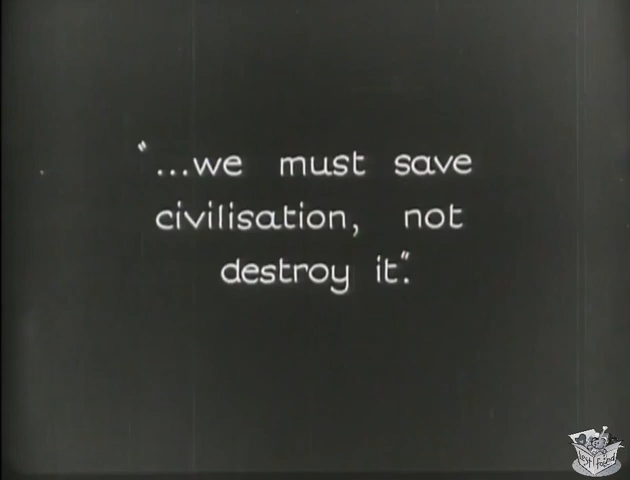 "...we must save
civilisation, not
destroy it."